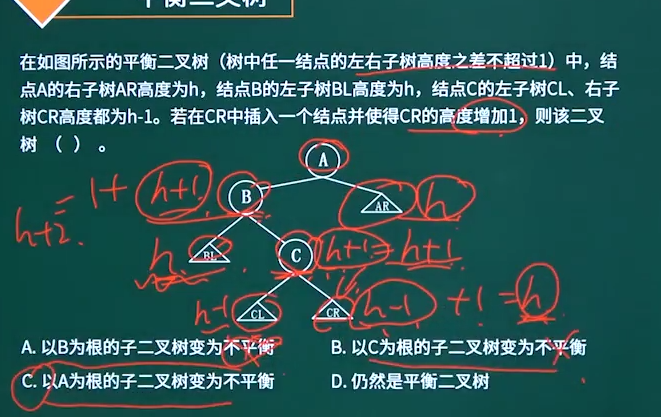 平衡二叉树
在如图所示的平衡二叉树（树中任一结点的左右子树高度之差不超过1）中，结
点A的右子树AR高度为h，结点B的左子树BL高度为h，结点C的左子树CL、右子
树CR高度都为h-1。若在CR中插入一个结点并使得CR的高度增加1，则该二叉
树 （ ） 。
A
h+2 = 1+ h+1 B AR h
h BL C h+1 = h+1
h-1 CL CR h-1 +1 = h
A. 以B为根的子二叉树变为不平衡 B. 以C为根的子二叉树变为不平衡
C. 以A为根的子二叉树变为不平衡 D. 仍然是平衡二叉树